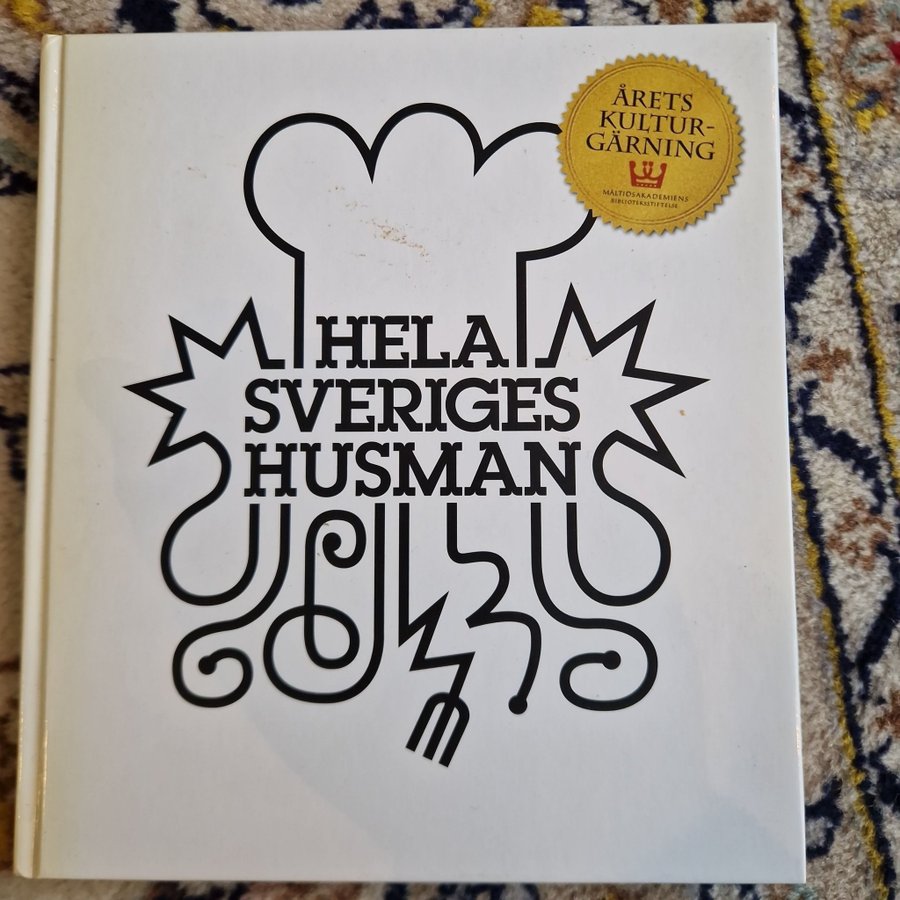 ÅRETS
KULTUR-
GÄRNING
MÅLTIDSAKADEMIENS
BIBLIOTEKSSTIFTELSE
HELA
SVERIGES
HUSMAN